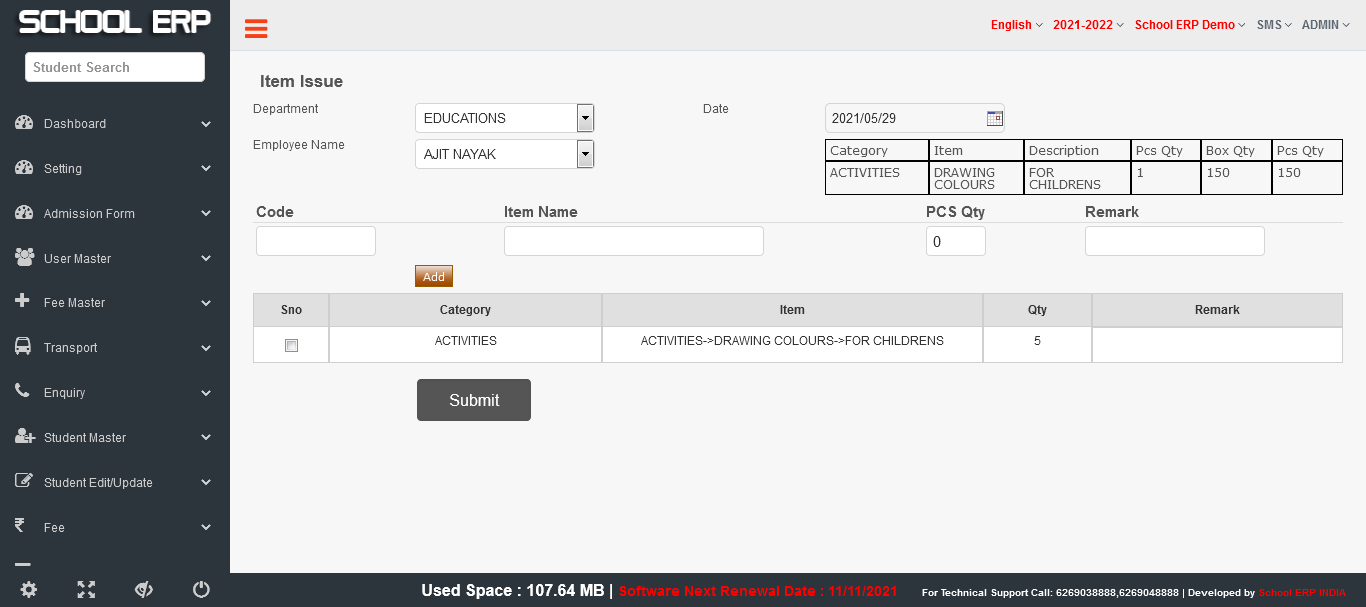 SCHOOL ERP
Student Search
Dashboard
Setting
Admission Form
User Master
Fee Master
Transport
Enquiry
Student Master
Student Edit/Update
Fee
English 2021-2022 School ERP Demo SMS ADMIN
Item Issue
Department EDUCATIONS Date 2021/05/29
Employee Name AJIT NAYAK
Category Item Description Pcs Qty Box Qty Pcs Qty
ACTIVITIES DRAWING FOR 1 150 150
COLOURS CHILDRENS
Code Item Name PCS Qty Remark
0
Add
Sno Category Item Qty Remark
ACTIVITIES ACTIVITIES->DRAWING COLOURS->FOR CHILDRENS 5
Submit
Used Space : 107.64 MB | Software Next Renewal Date : 11/11/2021 For Technical Support Call: 6269038888,6269048888 | Developed by School ERP INDIA